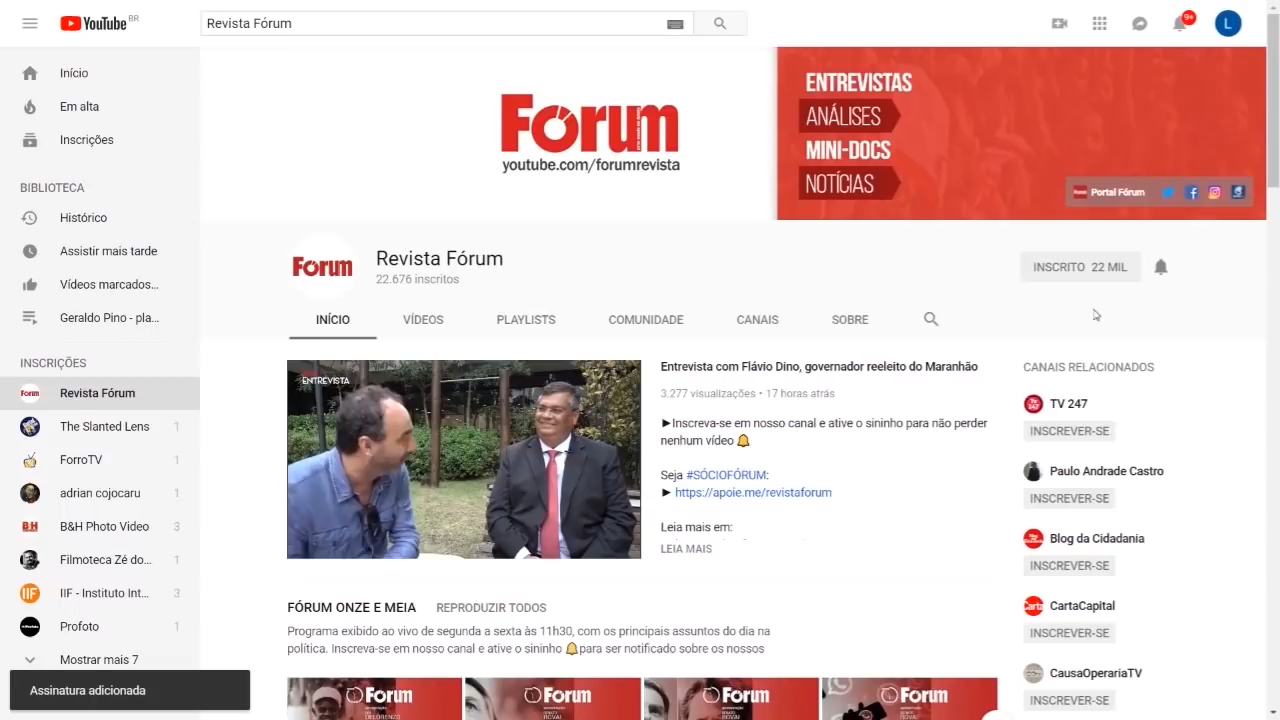 YouTube BR
Revista Fórum
9+
L
Início
Em alta
Inscrições
BIBLIOTECA
Histórico
Assistir mais tarde
Vídeos marcados...
Geraldo Pino - pla...
INSCRIÇÕES
Forum
Revista Fórum
The Slanted Lens 1
ForroTV 1
adrian cojocaru 1
B&H
B&H Photo Video 3
Filmoteca Zé do... 1
IIF
IIF - Instituto Int... 3
Profoto 1
Mostrar mais 7
Assinatura adicionada
Fórum
youtube.com/forumrevista
ENTREVISTAS
ANÁLISES
MINI-DOCS
NOTÍCIAS
Portal Fórum
Fórum
Revista Fórum
22.676 inscritos
INSCRITO 22 MIL
INÍCIO VÍDEOS PLAYLISTS COMUNIDADE CANAIS SOBRE
ENTREVISTA
Entrevista com Flávio Dino, governador reeleito do Maranhão
3.277 visualizações • 17 horas atrás
►Inscreva-se em nosso canal e ative o sininho para não perder
nenhum vídeo 🔔
Seja #SÓCIOFÓRUM:
► https://apoie.me/revistaforum
Leia mais em:
LEIA MAIS
FÓRUM ONZE E MEIA REPRODUZIR TODOS
Programa exibido ao vivo de segunda a sexta às 11h30, com os principais assuntos do dia na
política. Inscreva-se em nosso canal e ative o sininho 🔔para ser notificado sobre os nossos
Fórum
Fórum
Fórum
Fórum
CANAIS RELACIONADOS
TV 247
INSCREVER-SE
Paulo Andrade Castro
INSCREVER-SE
Blog da Cidadania
INSCREVER-SE
Carta
CartaCapital
INSCREVER-SE
CausaOperariaTV
INSCREVER-SE